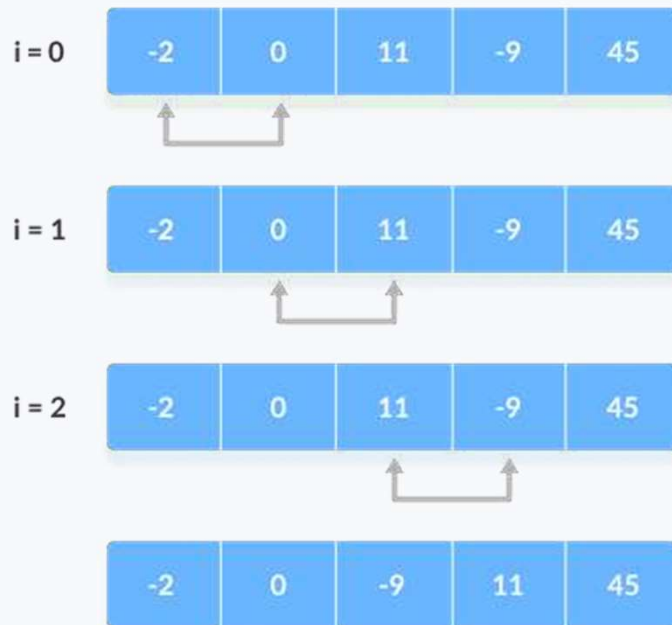 i = 0 -2 0 11 -9 45
i = 1 -2 0 11 -9 45
i = 2 -2 0 11 -9 45
-2 0 -9 11 45